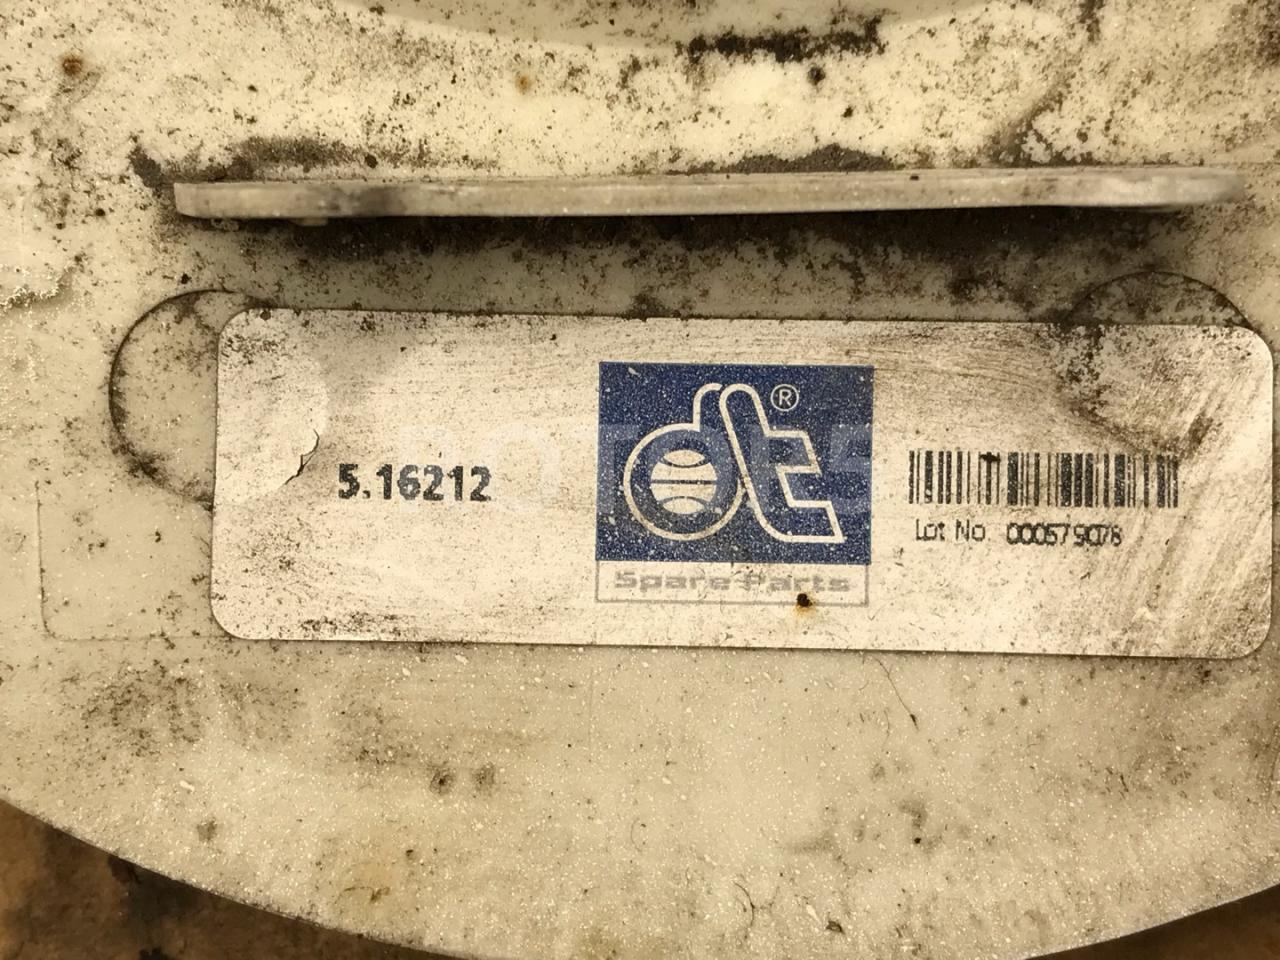 5.16212
dt®
Spare Parts
Lot No 000579078